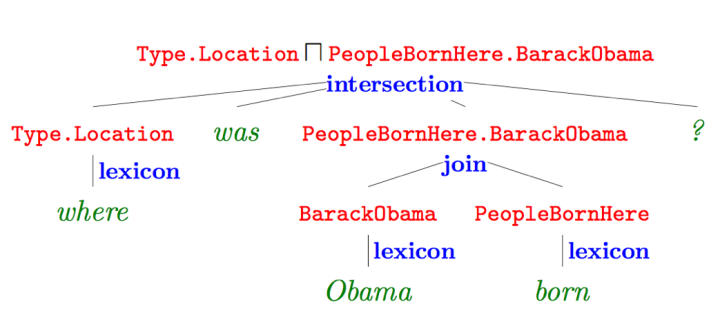 Type.Location ⊓ PeopleBornHere.BarackObama
intersection
Type.Location was PeopleBornHere.BarackObama ?
lexicon join
where BarackObama PeopleBornHere
lexicon lexicon
Obama born